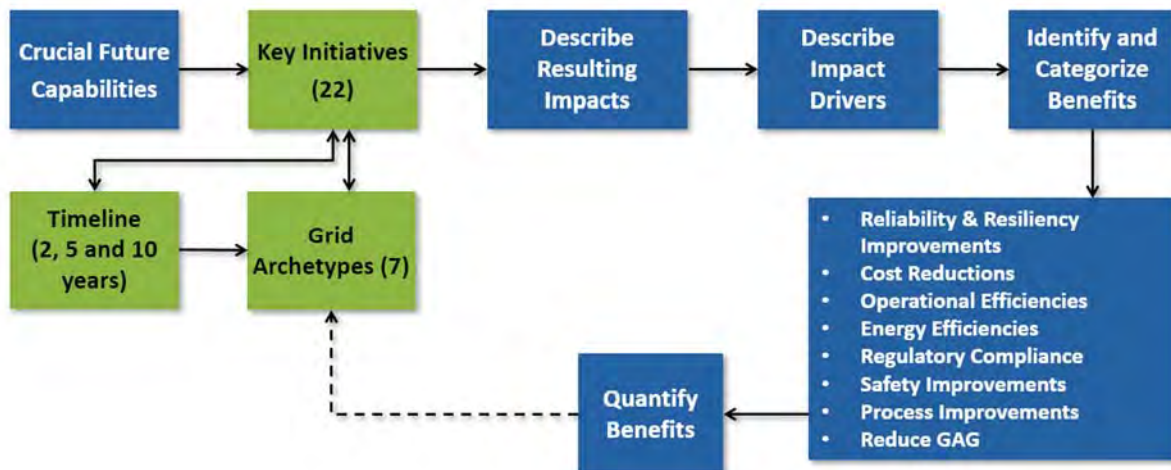 Crucial Future
Capabilities
Key Initiatives
(22)
Describe
Resulting
Impacts
Describe
Impact
Drivers
Identify and
Categorize
Benefits
Timeline
(2, 5 and 10
years)
Grid
Archetypes (7)
• Reliability & Resiliency
Improvements
• Cost Reductions
• Operational Efficiencies
• Energy Efficiencies
• Regulatory Compliance
• Safety Improvements
• Process Improvements
• Reduce GAG
Quantify
Benefits